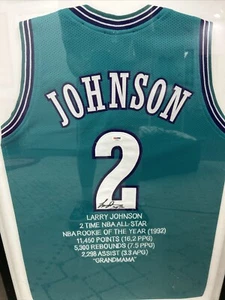 JOHNSON
2
LARRY JOHNSON
2 TIME NBA ALL-STAR
NBA ROOKIE OF THE YEAR (1992)
11,450 POINTS (16.2 PPG)
5,300 REBOUNDS (7.5 PPG)
2,298 ASSIST (3.3 APG)
"GRANDMAMA"